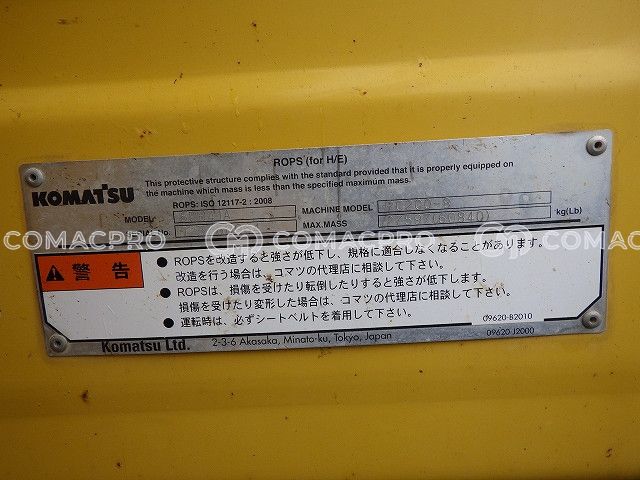 ROPS (for H/E)
This protective structure complies with the standard provided that it is properly equipped on
the machine which mass is less than the specified maximum mass.
KOMATSU
ROPS: ISO 12117-2 : 2008
MODEL
MACHINE MODEL PC200-8
MAX.MASS
kg(Lb)
COMACPRO COMACPRO COMACPRO
警告
● ROPSを改造すると強さが低下し、規格に適合しなくなることがあります。
改造を行う場合は、コマツの代理店に相談して下さい。
● ROPSは、損傷を受けたり転倒したりすると強さが低下します。
損傷を受けたり変形した場合は、コマツの代理店に相談して下さい。
● 運転時は、必ずシートベルトを着用して下さい。
09620-B2010
Komatsu Ltd. 2-3-6 Akasaka, Minato-ku, Tokyo, Japan
09620-J2000